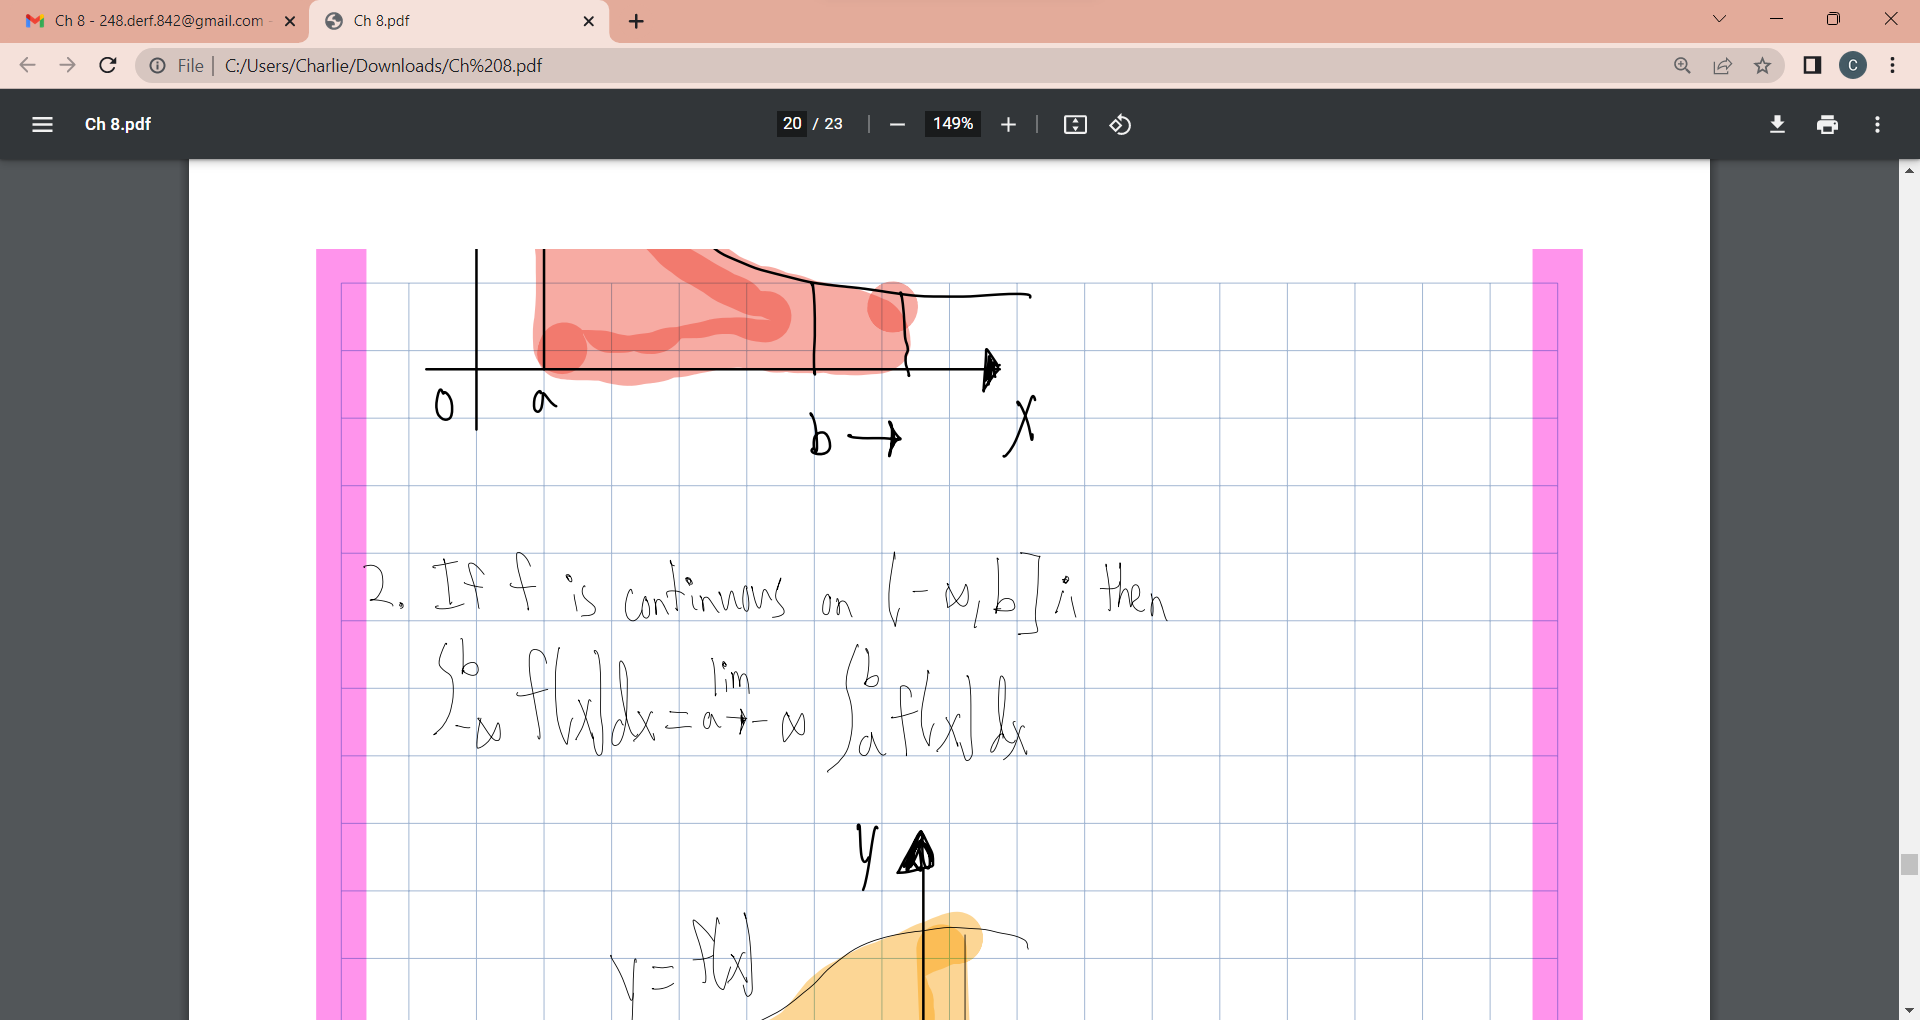 Ch 8 - 248.derf.842@gmail.com -
Ch 8.pdf
File | C:/Users/Charlie/Downloads/Ch%208.pdf
C
Ch 8.pdf
20 / 23
149%
0
a
b →
X
2. If f is continuous on (-∞, b] ;, then
∫_{-∞}^{b} f(x)dx = lim_{a→-∞} ∫_{a}^{b} f(x) dx
y
y = f(x)